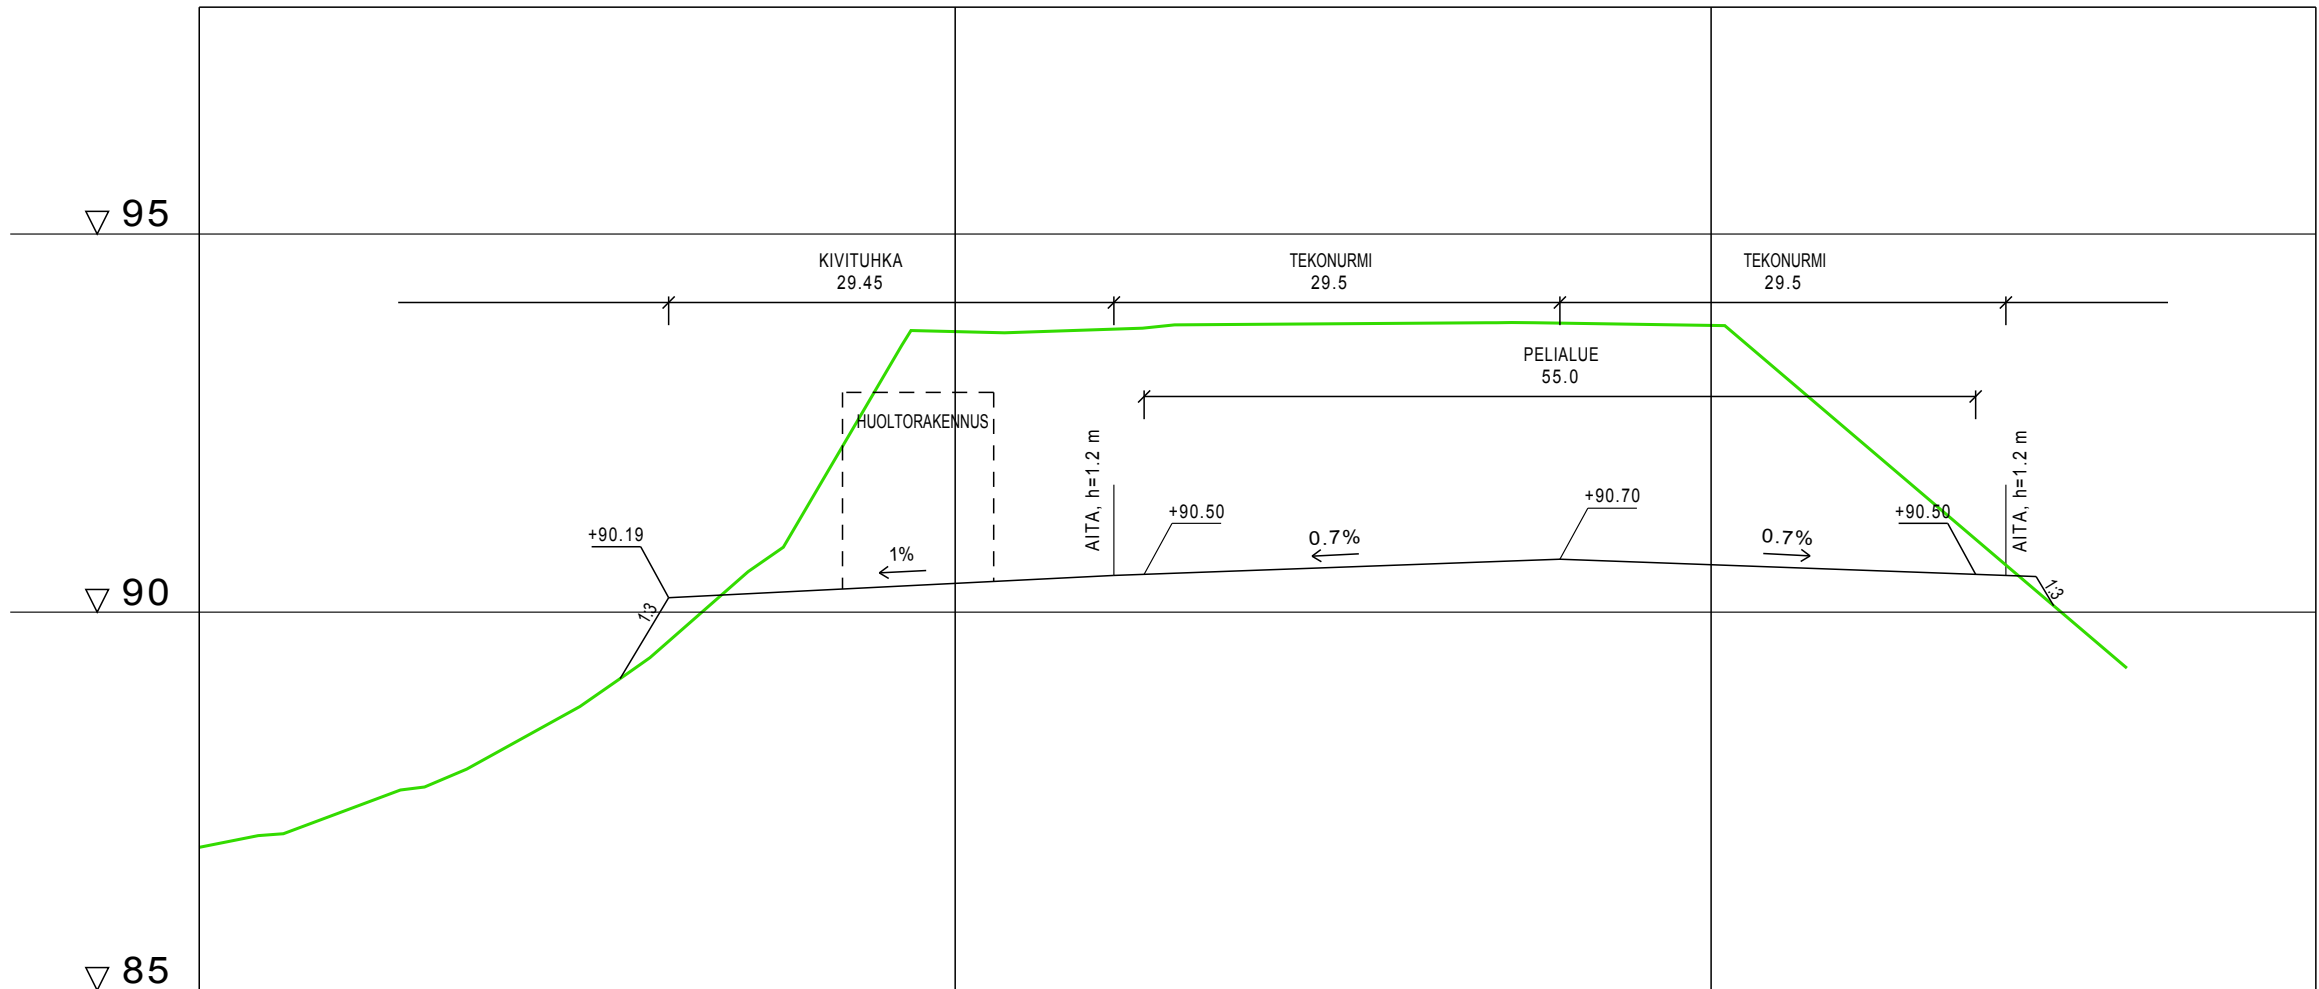 95
KIVITUHKA
29.45
TEKONURMI
29.5
TEKONURMI
29.5
PELIALUE
55.0
HUOLTORAKENNUS
AITA, h=1.2 m
AITA, h=1.2 m
+90.19
1%
+90.50
0.7%
+90.70
0.7%
+90.50
90
1:3
1:3
85